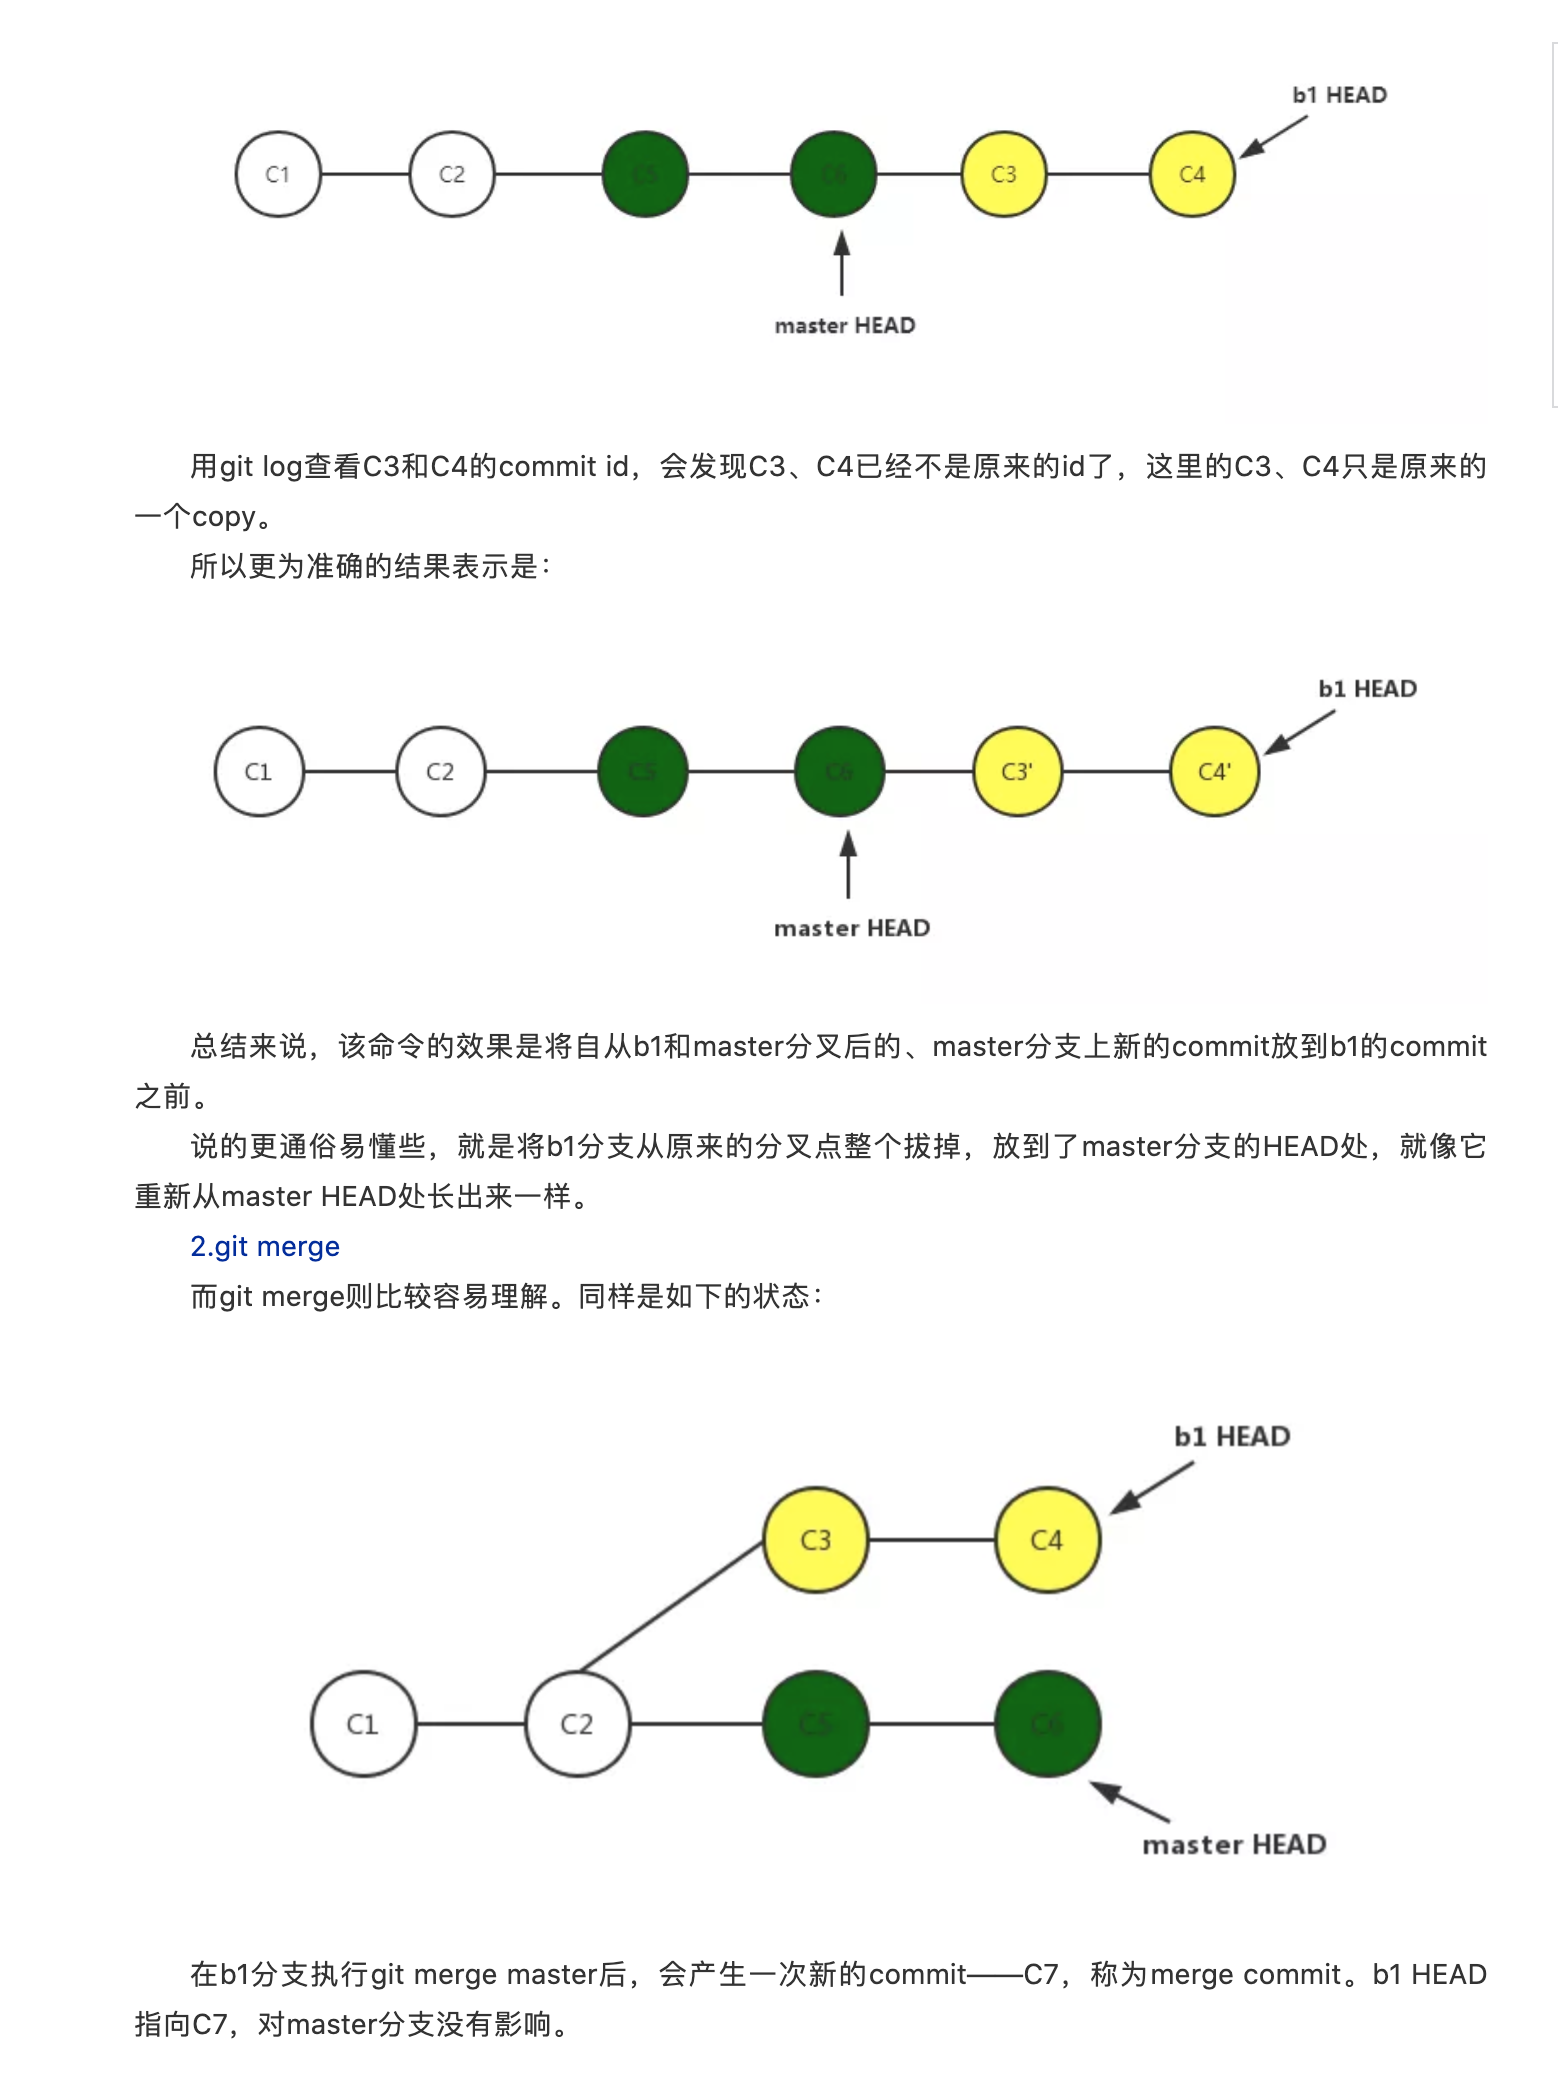 b1 HEAD
C1 C2 C5 C6 C3 C4
master HEAD
用git log查看C3和C4的commit id，会发现C3、C4已经不是原来的id了，这里的C3、C4只是原来的
一个copy。
所以更为准确的结果表示是：
b1 HEAD
C1 C2 C5 C6 C3' C4'
master HEAD
总结来说，该命令的效果是将自从b1和master分叉后的、master分支上新的commit放到b1的commit
之前。
说的更通俗易懂些，就是将b1分支从原来的分叉点整个拔掉，放到了master分支的HEAD处，就像它
重新从master HEAD处长出来一样。
2.git merge
而git merge则比较容易理解。同样是如下的状态：
b1 HEAD
C3 C4
C1 C2 C5 C6
master HEAD
在b1分支执行git merge master后，会产生一次新的commit——C7，称为merge commit。b1 HEAD
指向C7，对master分支没有影响。